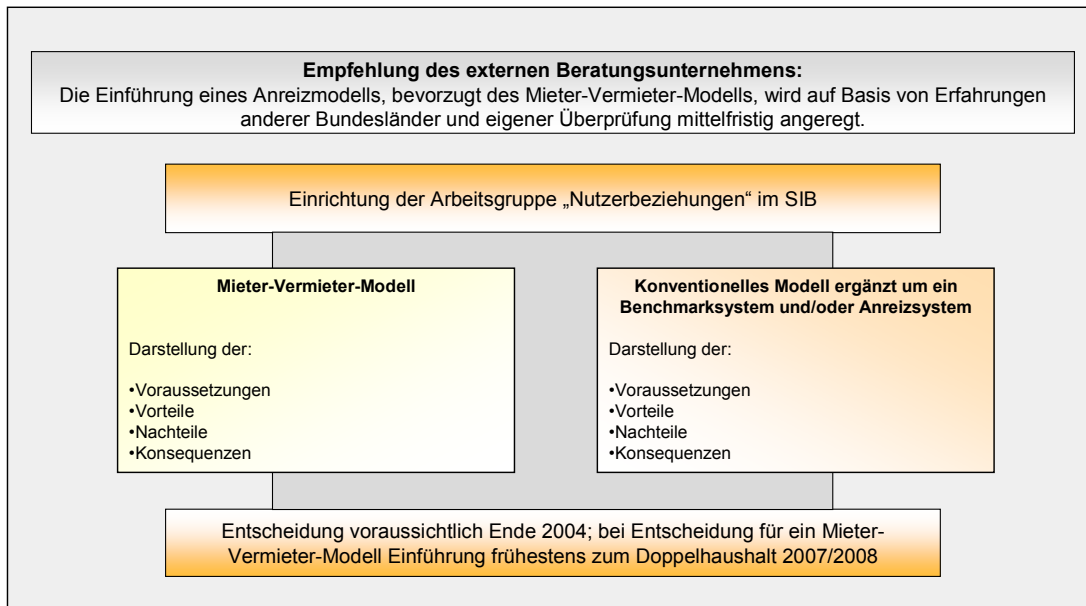 Empfehlung des externen Beratungsunternehmens:
Die Einführung eines Anreizmodells, bevorzugt des Mieter-Vermieter-Modells, wird auf Basis von Erfahrungen
anderer Bundesländer und eigener Überprüfung mittelfristig angeregt.
Einrichtung der Arbeitsgruppe „Nutzerbeziehungen“ im SIB
Mieter-Vermieter-Modell
Darstellung der:
•Voraussetzungen
•Vorteile
•Nachteile
•Konsequenzen
Konventionelles Modell ergänzt um ein
Benchmarksystem und/oder Anreizsystem
Darstellung der:
•Voraussetzungen
•Vorteile
•Nachteile
•Konsequenzen
Entscheidung voraussichtlich Ende 2004; bei Entscheidung für ein Mieter-
Vermieter-Modell Einführung frühestens zum Doppelhaushalt 2007/2008